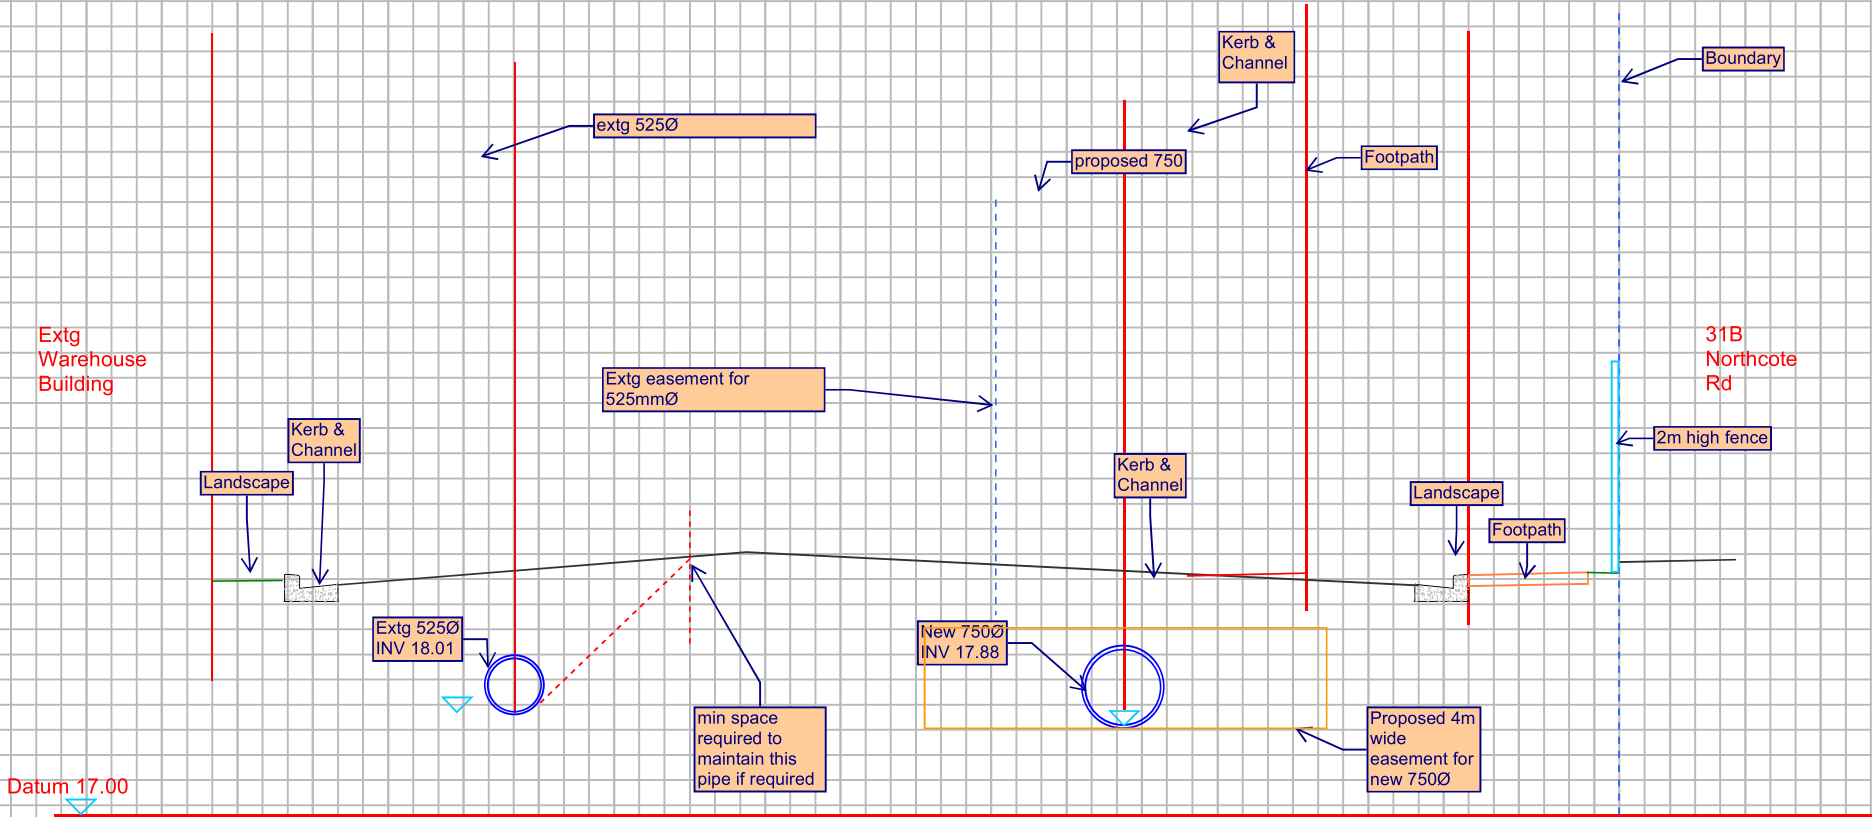 Kerb &
Channel
Boundary
extg 525Ø
proposed 750
Footpath
Extg
Warehouse
Building
31B
Northcote
Rd
Extg easement for
525mmØ
Kerb &
Channel
2m high fence
Landscape
Kerb &
Channel
Landscape
Footpath
Extg 525Ø
INV 18.01
New 750Ø
INV 17.88
min space
required to
maintain this
pipe if required
Proposed 4m
wide
easement for
new 750Ø
Datum 17.00